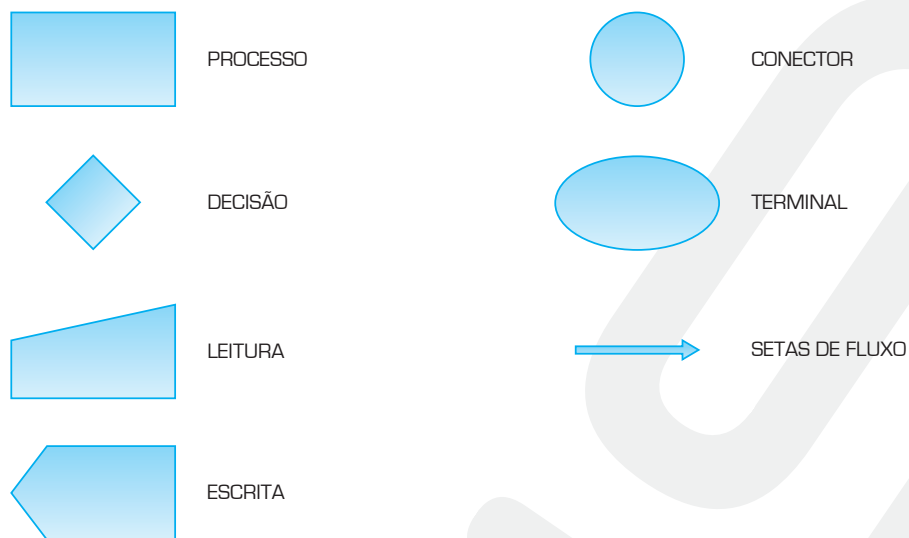 PROCESSO
CONECTOR
DECISÃO
TERMINAL
LEITURA
SETAS DE FLUXO
ESCRITA